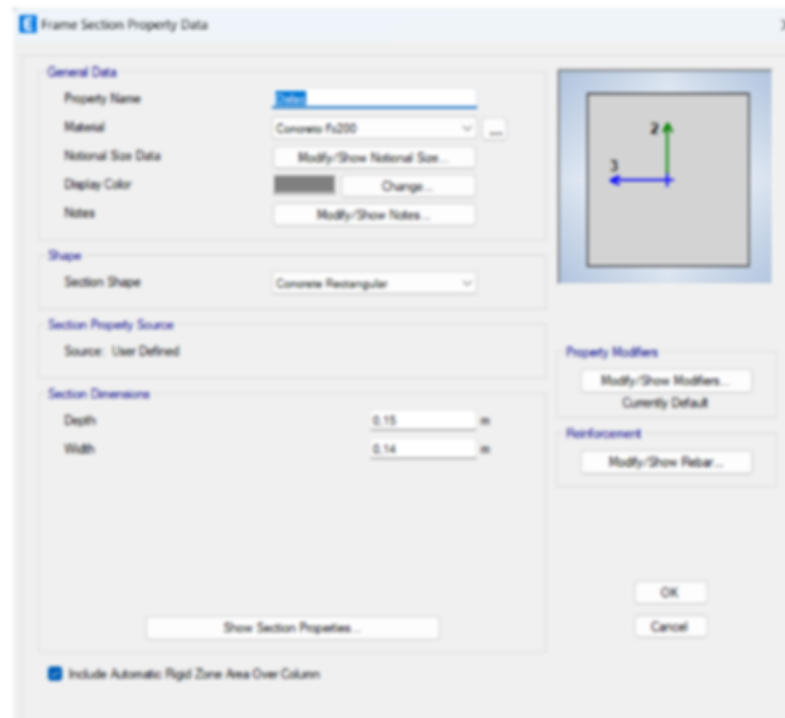 Frame Section Property Data
General Data
Property Name
Material Concreto Fc200 ...
Notional Size Data Modify/Show Notional Size...
Display Color Change...
Notes Modify/Show Notes...
Shape
Section Shape Concrete Rectangular
Section Property Source
Source: User Defined
Section Dimensions
Depth 0.15 m
Width 0.14 m
Show Section Properties...
Include Automatic Rigid Zone Area Over Column
2
3
Property Modifiers
Modify/Show Modifiers...
Currently Default
Reinforcement
Modify/Show Rebar...
OK
Cancel